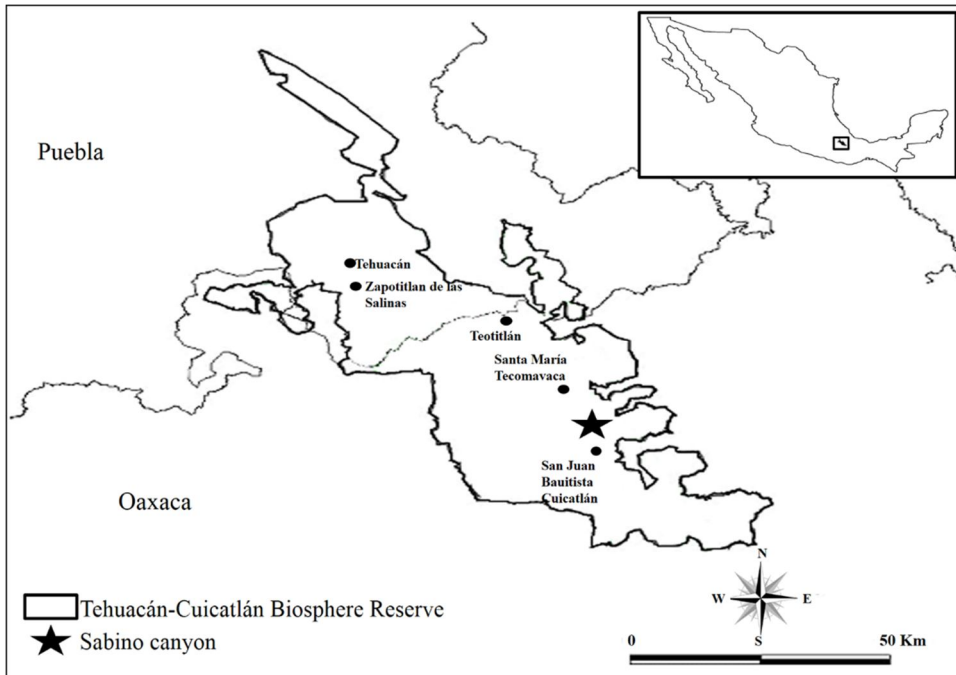 Puebla
Tehuacán
Zapotitlan de las
Salinas
Teotitlán
Santa María
Tecomavaca
San Juan
Bauitista
Cuicatlán
Oaxaca
N
W
E
S
Tehuacán-Cuicatlán Biosphere Reserve
Sabino canyon
0
50 Km